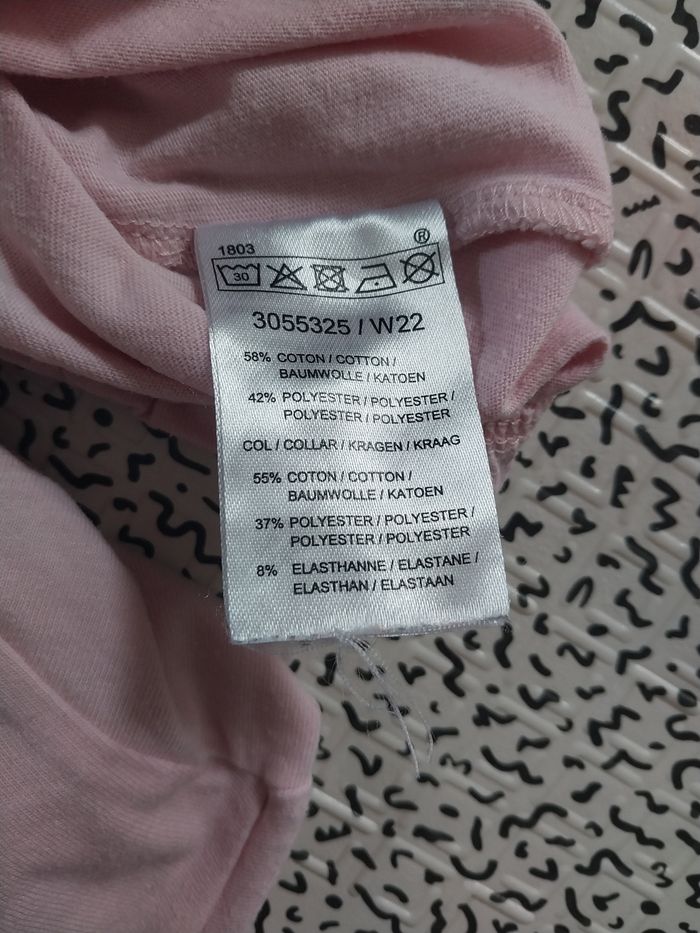 1803
®
30
3055325 / W22
58% COTON / COTTON /
BAUMWOLLE / KATOEN
42% POLYESTER / POLYESTER /
POLYESTER / POLYESTER
COL / COLLAR / KRAGEN / KRAAG
55% COTON / COTTON /
BAUMWOLLE / KATOEN
37% POLYESTER / POLYESTER /
POLYESTER / POLYESTER
8% ELASTHANNE / ELASTANE /
ELASTHAN / ELASTAAN